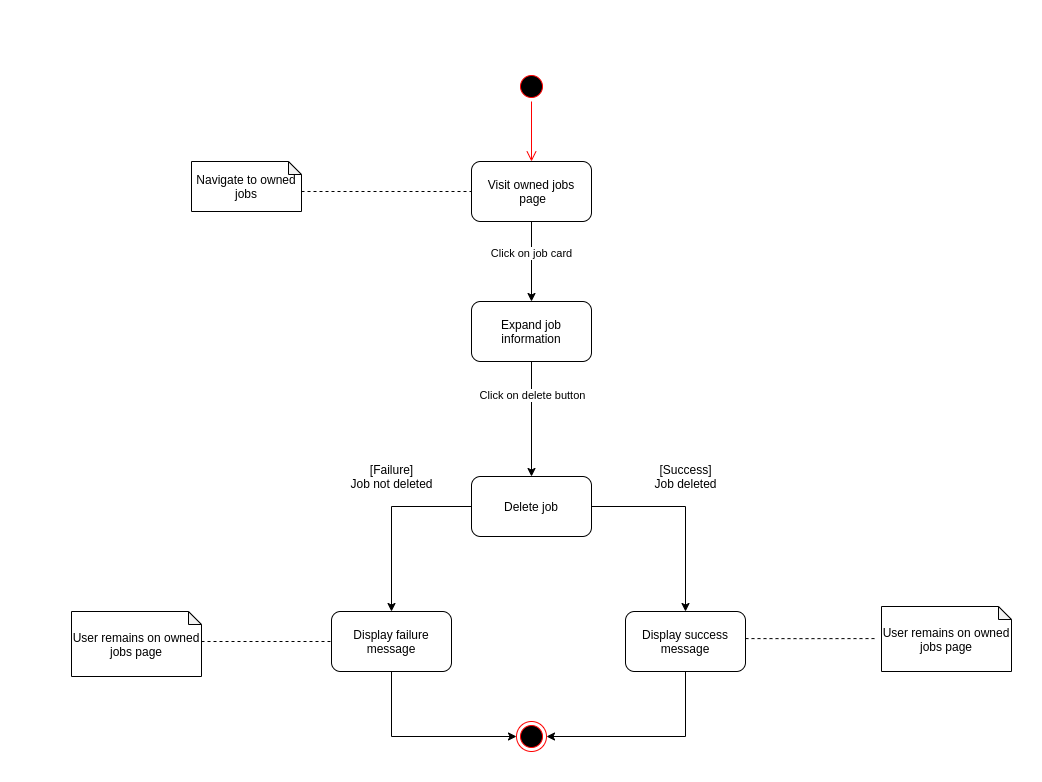 Navigate to owned
jobs
Visit owned jobs
page
Click on job card
Expand job
information
Click on delete button
[Failure]
Job not deleted
[Success]
Job deleted
Delete job
User remains on owned
jobs page
Display failure
message
Display success
message
User remains on owned
jobs page